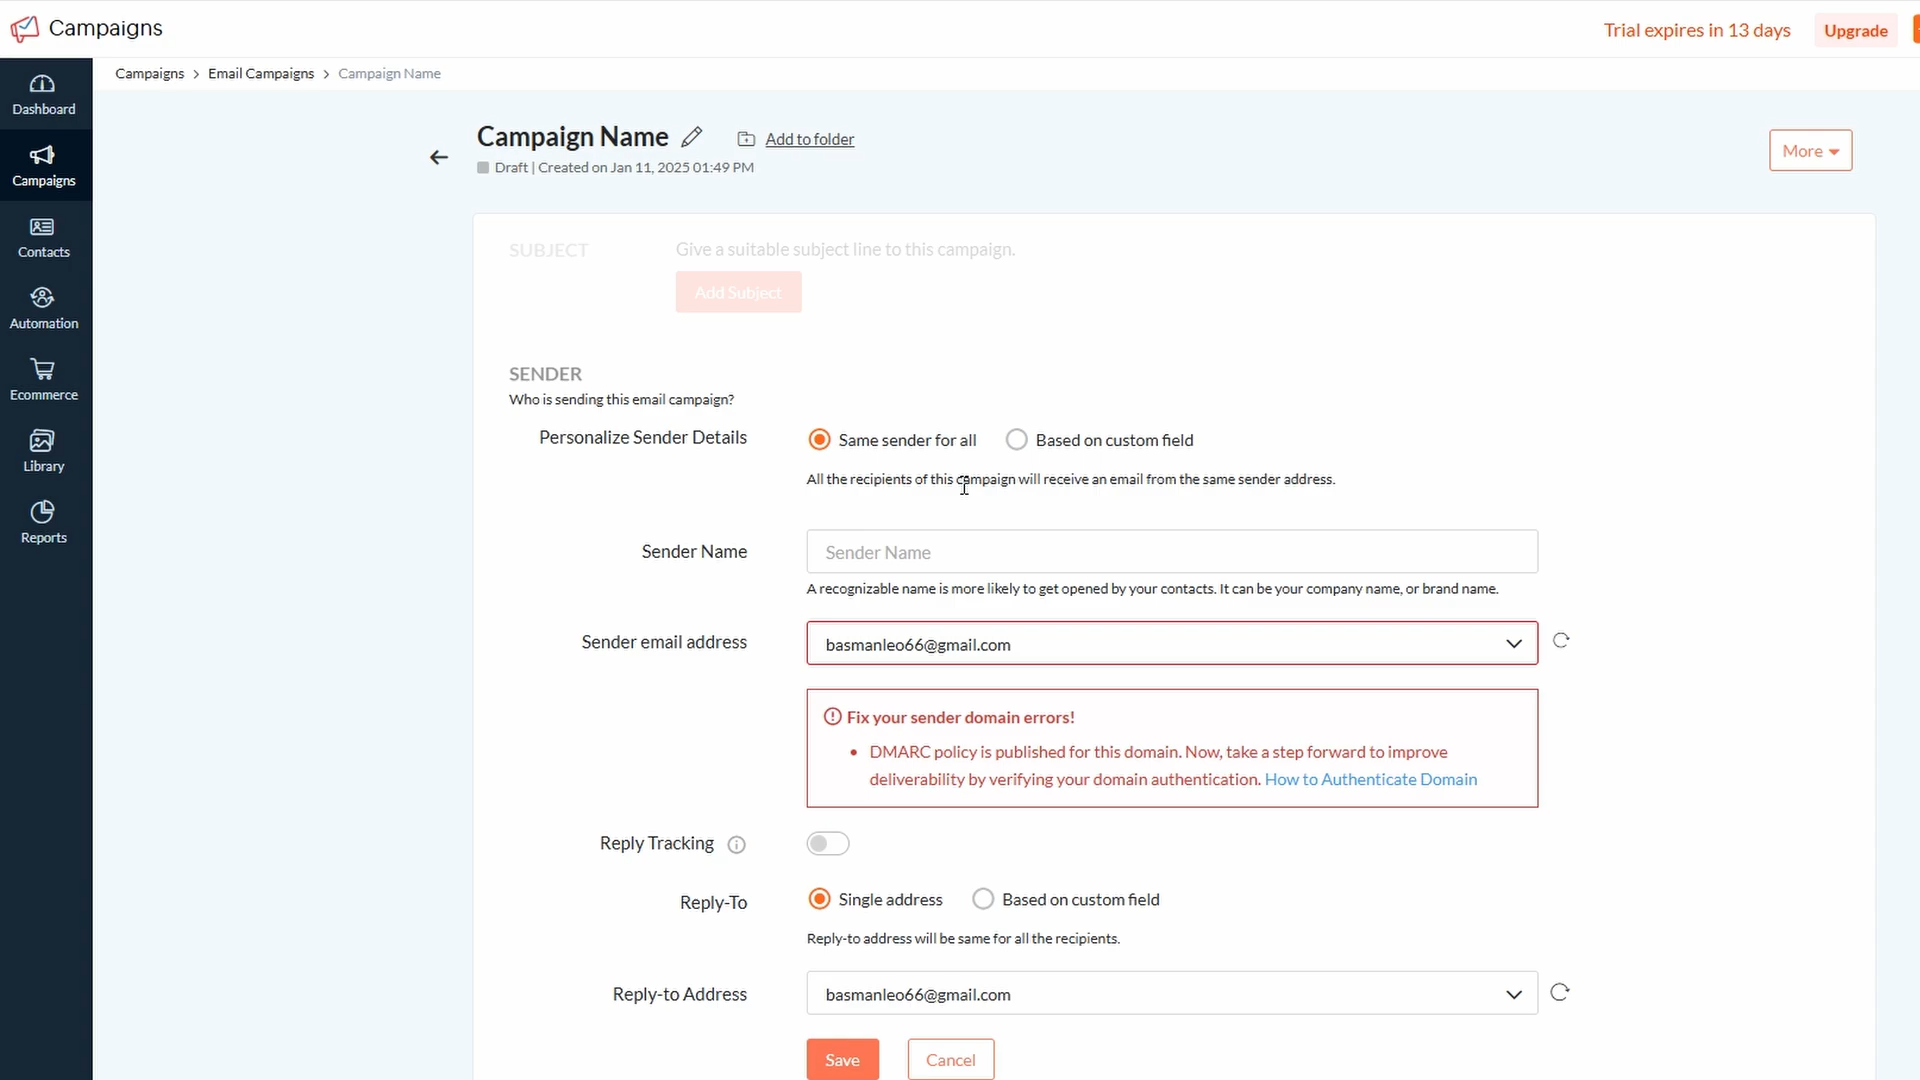 Campaigns
Trial expires in 13 days
Upgrade
Campaigns > Email Campaigns > Campaign Name
Dashboard
Campaigns
Contacts
Automation
Ecommerce
Library
Reports
Campaign Name
Add to folder
Draft | Created on Jan 11, 2025 01:49 PM
More
SUBJECT
Give a suitable subject line to this campaign.
Add Subject
SENDER
Who is sending this email campaign?
Personalize Sender Details
Same sender for all
Based on custom field
All the recipients of this campaign will receive an email from the same sender address.
Sender Name
Sender Name
A recognizable name is more likely to get opened by your contacts. It can be your company name, or brand name.
Sender email address
basmanleo66@gmail.com
Fix your sender domain errors!
• DMARC policy is published for this domain. Now, take a step forward to improve
deliverability by verifying your domain authentication. How to Authenticate Domain
Reply Tracking
Reply-To
Single address
Based on custom field
Reply-to address will be same for all the recipients.
Reply-to Address
basmanleo66@gmail.com
Save
Cancel